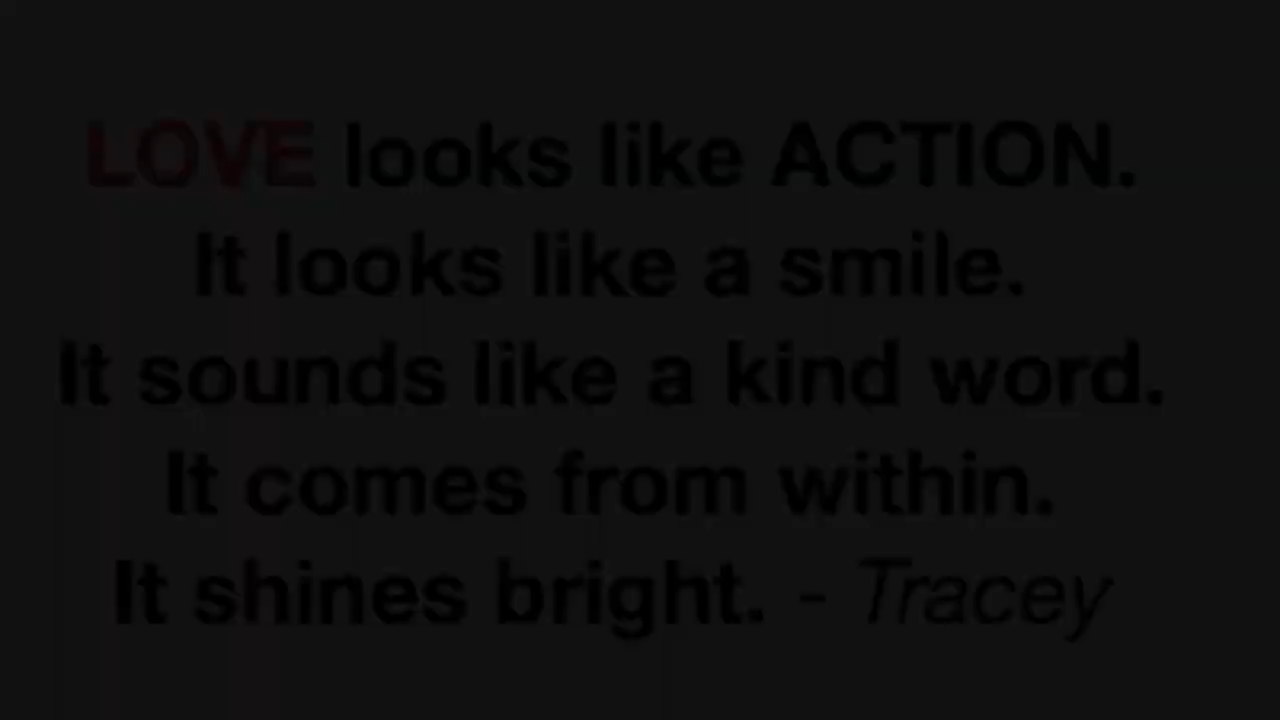 LOVE looks like ACTION.
It looks like a smile.
It sounds like a kind word.
It comes from within.
It shines bright. - Tracey